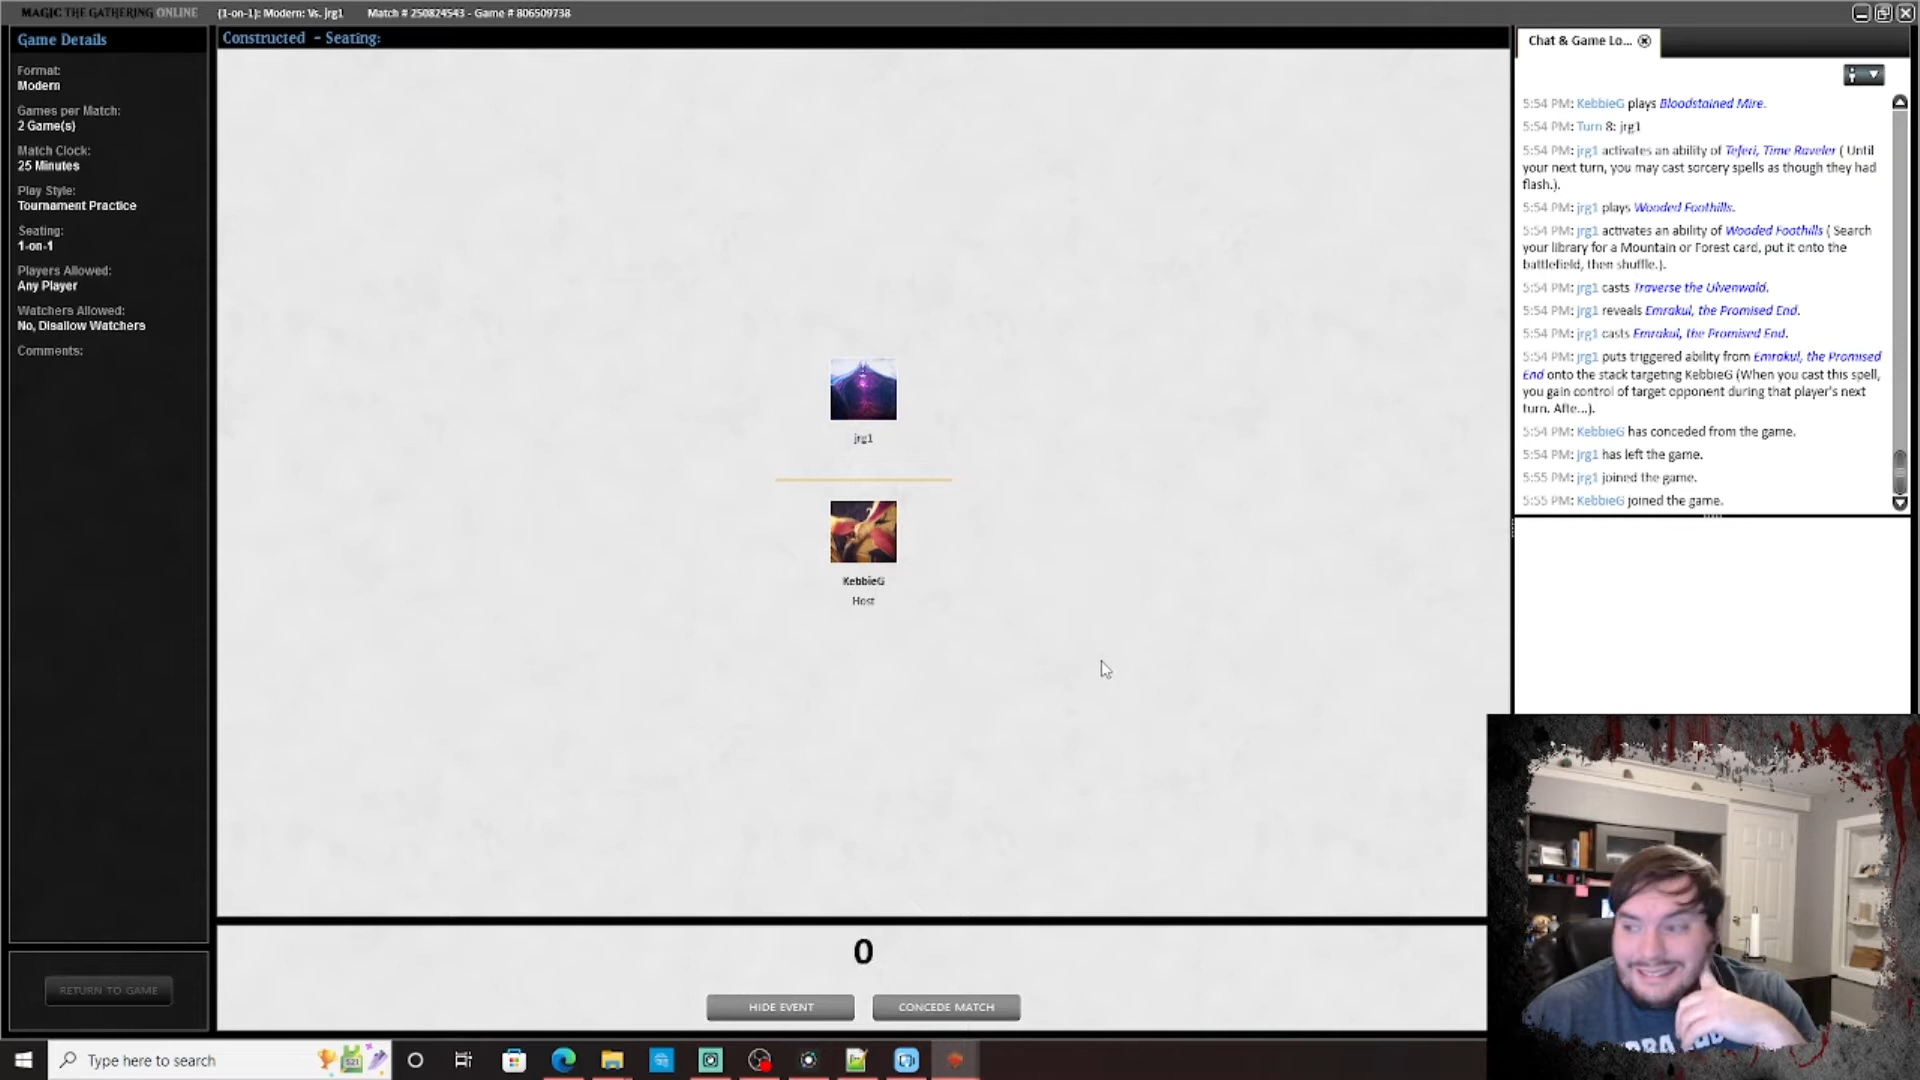 MAGIC THE GATHERING ONLINE (1-on-1): Modern: Vs. jrg1 Match # 250824543 - Game # 806509738
Game Details
Format:
Modern
Games per Match:
2 Game(s)
Match Clock:
25 Minutes
Play Style:
Tournament Practice
Seating:
1-on-1
Players Allowed:
Any Player
Watchers Allowed:
No, Disallow Watchers
Comments:
RETURN TO GAME
Constructed - Seating:
jrg1
KebbieG
Host
0
HIDE EVENT CONCEDE MATCH
Chat & Game Lo...
5:54 PM: KebbieG plays Bloodstained Mire.
5:54 PM: Turn 8: jrg1
5:54 PM: jrg1 activates an ability of Teferi, Time Raveler ( Until
your next turn, you may cast sorcery spells as though they had
flash.).
5:54 PM: jrg1 plays Wooded Foothills.
5:54 PM: jrg1 activates an ability of Wooded Foothills ( Search
your library for a Mountain or Forest card, put it onto the
battlefield, then shuffle.).
5:54 PM: jrg1 casts Traverse the Ulvenwald.
5:54 PM: jrg1 reveals Emrakul, the Promised End.
5:54 PM: jrg1 casts Emrakul, the Promised End.
5:54 PM: jrg1 puts triggered ability from Emrakul, the Promised
End onto the stack targeting KebbieG (When you cast this spell,
you gain control of target opponent during that player's next
turn. Afte...).
5:54 PM: KebbieG has conceded from the game.
5:54 PM: jrg1 has left the game.
5:55 PM: jrg1 joined the game.
5:55 PM: KebbieG joined the game.
Type here to search